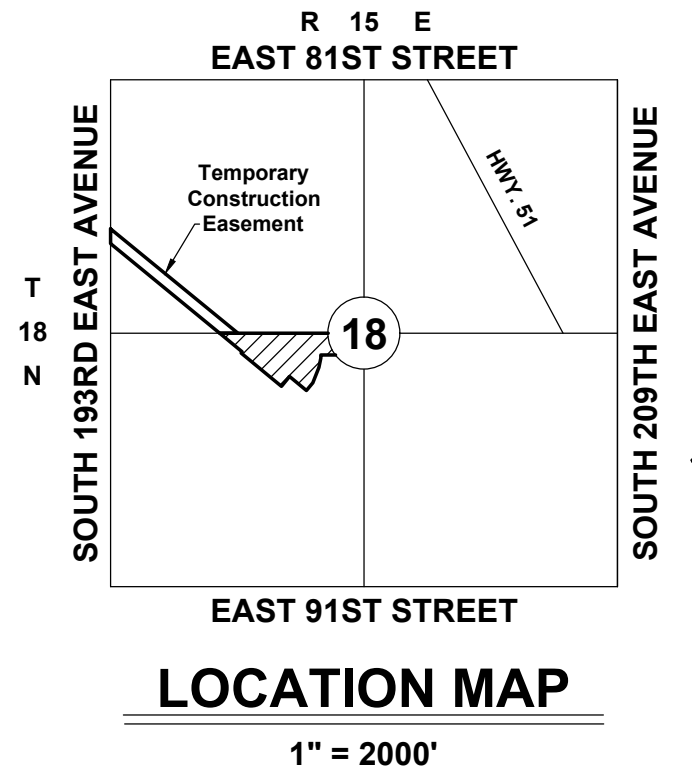 R 15 E
EAST 81ST STREET
SOUTH 193RD EAST AVENUE
SOUTH 209TH EAST AVENUE
Temporary
Construction
Easement
HWY. 51
T
18
N
18
EAST 91ST STREET
LOCATION MAP
1" = 2000'